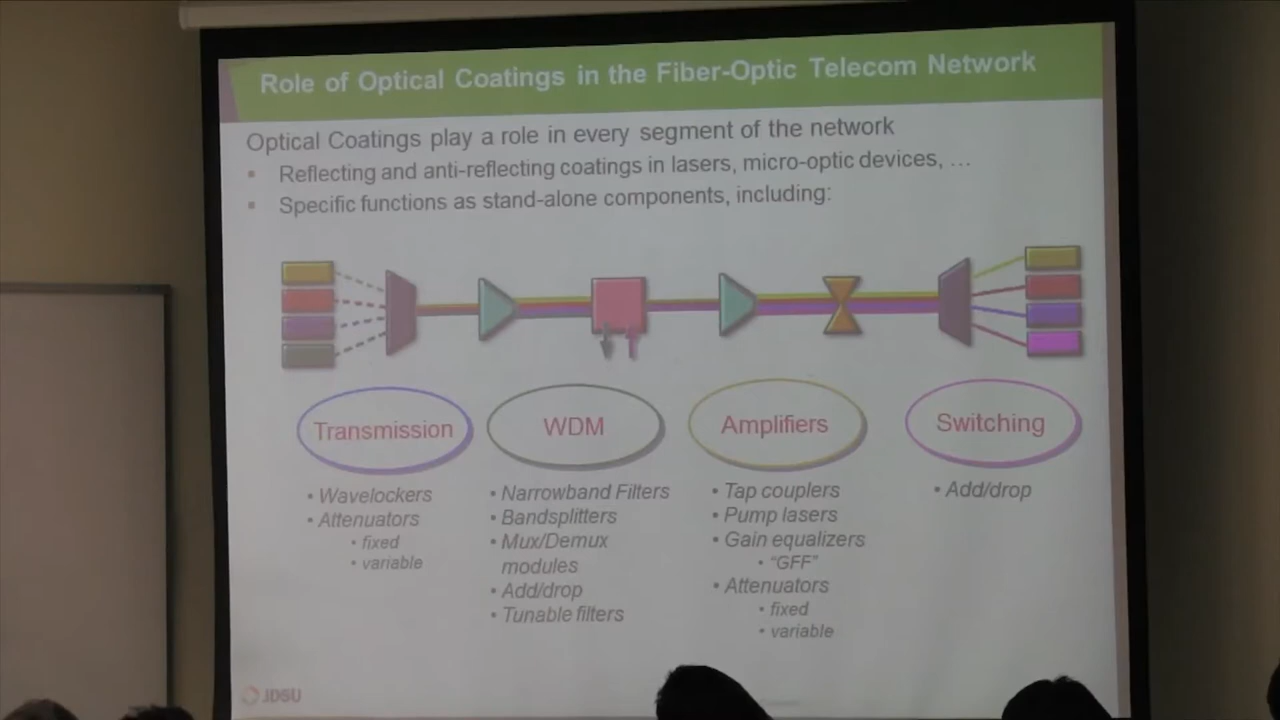 Role of Optical Coatings in the Fiber-Optic Telecom Network
Optical Coatings play a role in every segment of the network
▪ Reflecting and anti-reflecting coatings in lasers, micro-optic devices, …
▪ Specific functions as stand-alone components, including:
Transmission
• Wavelockers
• Attenuators
• fixed
• variable
WDM
• Narrowband Filters
• Bandsplitters
• Mux/Demux
modules
• Add/drop
• Tunable filters
Amplifiers
• Tap couplers
• Pump lasers
• Gain equalizers
• “GFF”
• Attenuators
• fixed
• variable
Switching
• Add/drop
JDSU